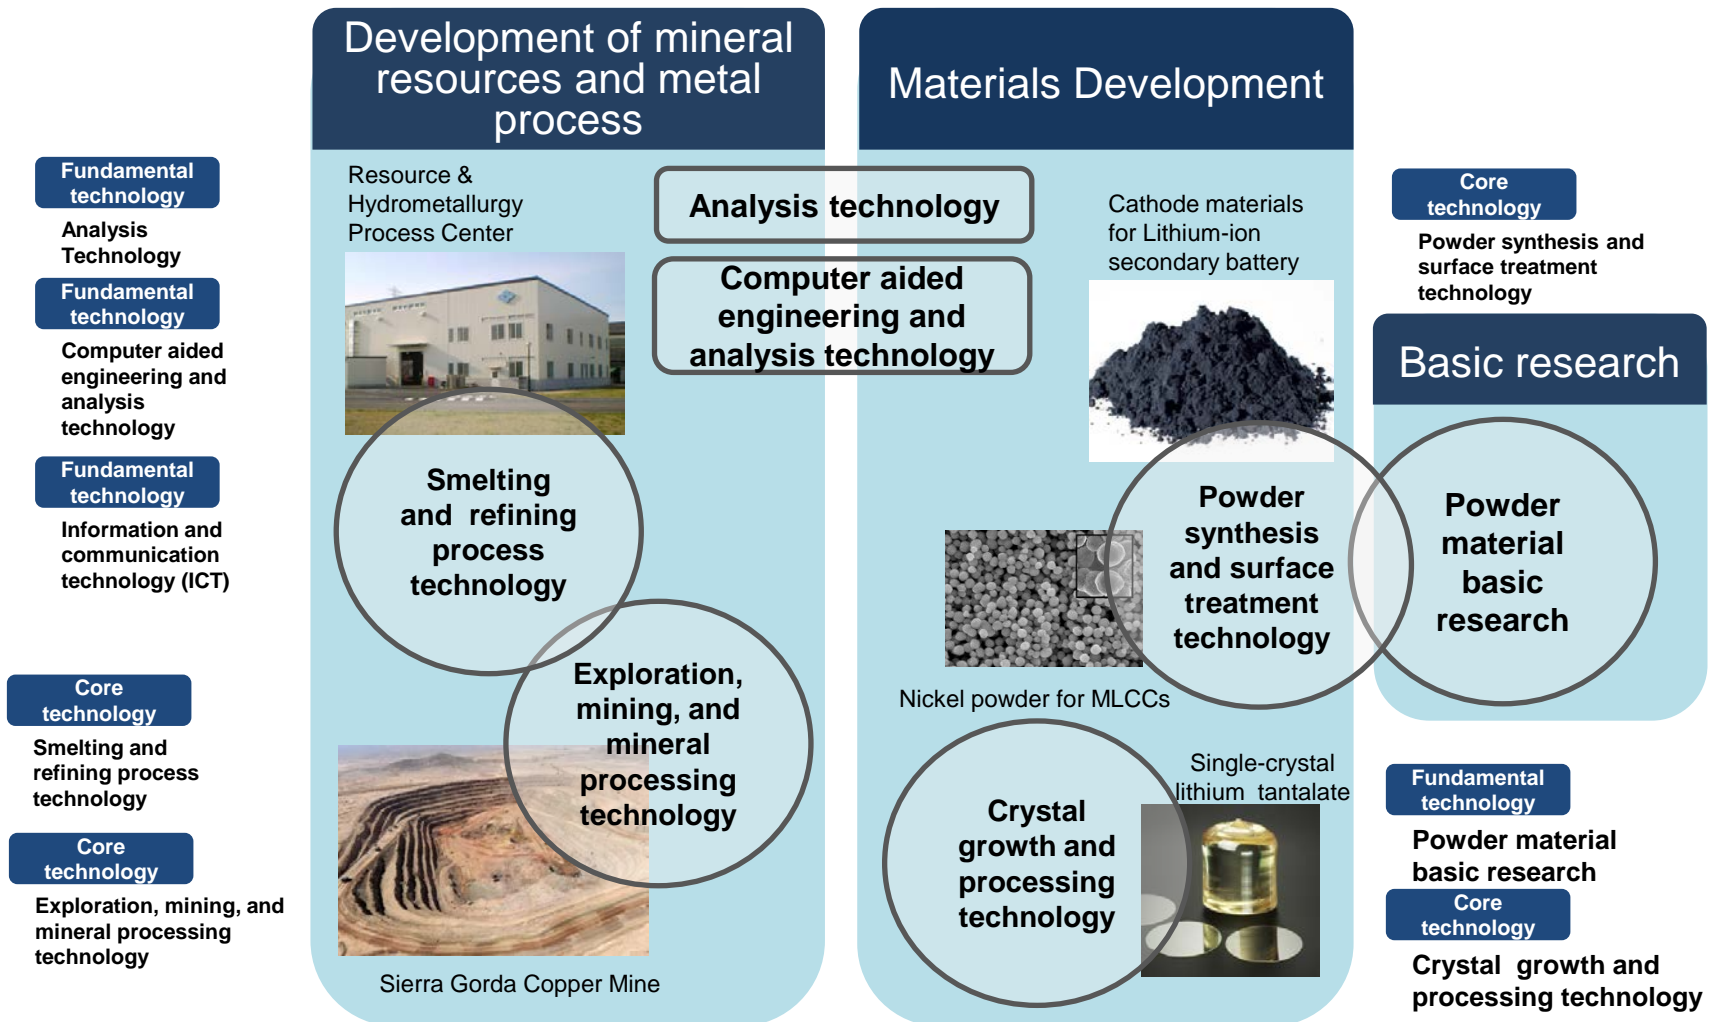 Development of mineral
resources and metal
process
Materials Development
Fundamental
technology
Analysis
Technology
Fundamental
technology
Computer aided
engineering and
analysis
technology
Fundamental
technology
Information and
communication
technology (ICT)
Core
technology
Smelting and
refining process
technology
Core
technology
Exploration, mining, and
mineral processing
technology
Resource &
Hydrometallurgy
Process Center
Analysis technology
Computer aided
engineering and
analysis technology
Smelting
and refining
process
technology
Exploration,
mining, and
mineral
processing
technology
Sierra Gorda Copper Mine
Cathode materials
for Lithium-ion
secondary battery
Powder
synthesis
and surface
treatment
technology
Nickel powder for MLCCs
Single-crystal
lithium tantalate
Crystal
growth and
processing
technology
Core
technology
Powder synthesis and
surface treatment
technology
Basic research
Powder
material
basic
research
Fundamental
technology
Powder material
basic research
Core
technology
Crystal growth and
processing technology